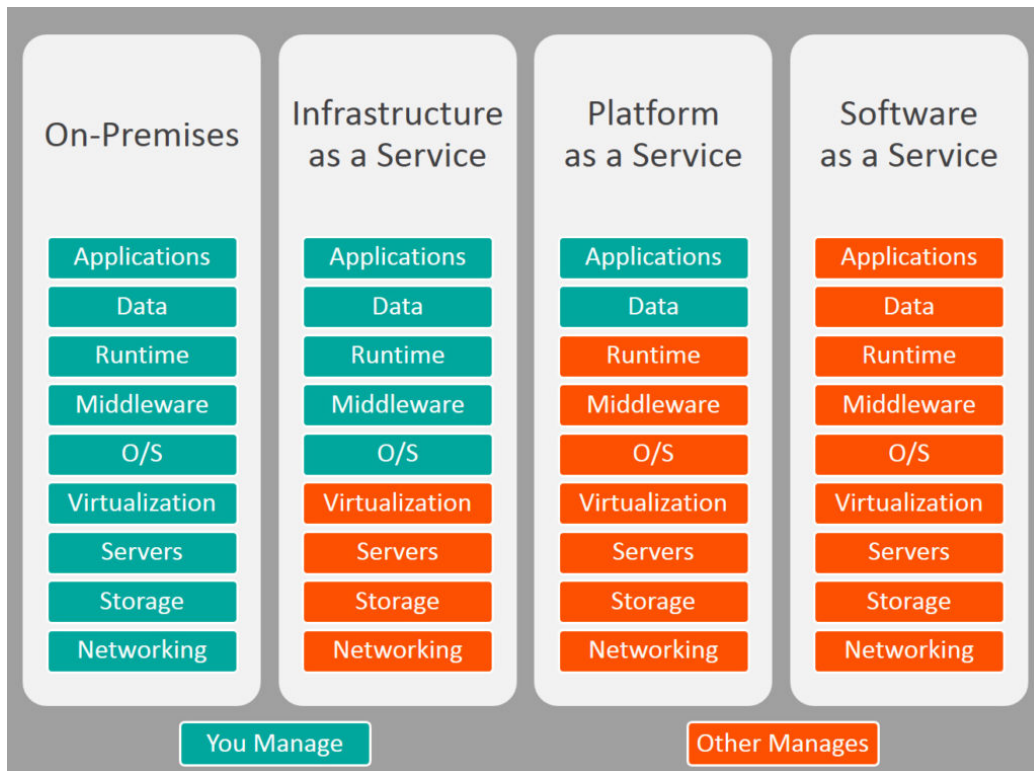 On-Premises
Applications
Data
Runtime
Middleware
O/S
Virtualization
Servers
Storage
Networking
Infrastructure
as a Service
Applications
Data
Runtime
Middleware
O/S
Virtualization
Servers
Storage
Networking
Platform
as a Service
Applications
Data
Runtime
Middleware
O/S
Virtualization
Servers
Storage
Networking
Software
as a Service
Applications
Data
Runtime
Middleware
O/S
Virtualization
Servers
Storage
Networking
You Manage
Other Manages